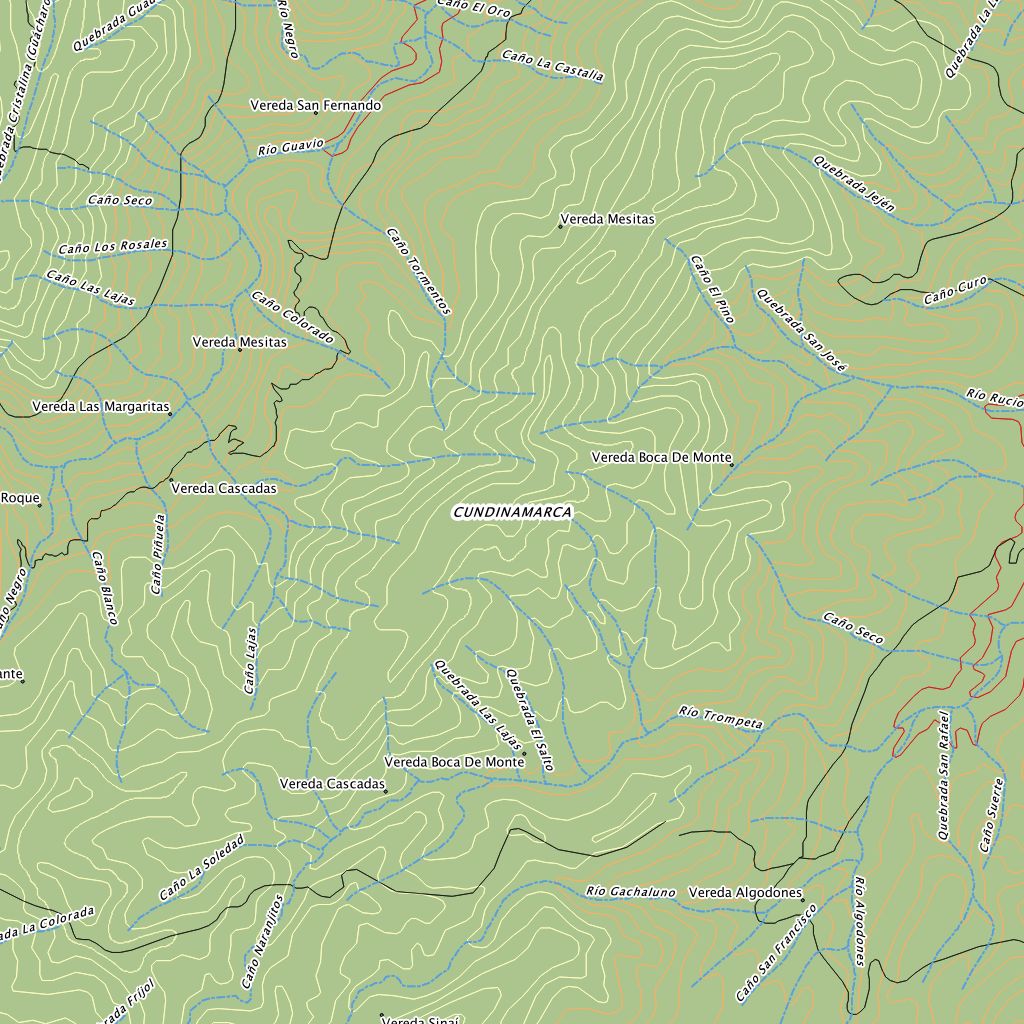 Quebrada Guac
Río Negro
Caño El Oro
Quebrada La L
Quebrada Cristalina (Guácharo
Caño La Castalia
Vereda San Fernando
Río Guavio
Quebrada Jején
Caño Seco
Vereda Mesitas
Caño Los Rosales
Caño Tormentos
Caño Las Lajas
Caño El Pino
Caño Curo
Caño Colorado
Quebrada San José
Vereda Mesitas
Río Rucio
Vereda Las Margaritas
Vereda Boca De Monte
Vereda Cascadas
Roque
CUNDINAMARCA
Caño Piñuela
Caño Blanco
Caño Negro
Caño Seco
Caño Lajas
ante
Quebrada Las Lajas
Quebrada El Salto
Río Trompeta
Quebrada San Rafael
Vereda Boca De Monte
Vereda Cascadas
Caño Suerte
Caño La Soledad
Río Gachaluno
Vereda Algodones
Río Algodones
ada La Colorada
Caño Naranjitos
Caño San Francisco
rada Frijol
Vereda Sinaí